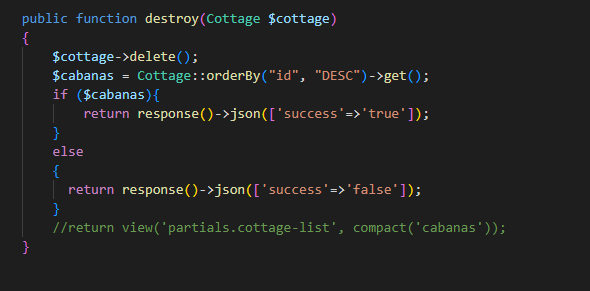 public function destroy(Cottage $cottage)
{
    $cottage->delete();
    $cabanas = Cottage::orderBy("id", "DESC")->get();
    if ($cabanas){
        return response()->json(['success'=>'true']);
    }
    else
    {
      return response()->json(['success'=>'false']);
    }
    //return view('partials.cottage-list', compact('cabanas'));
}